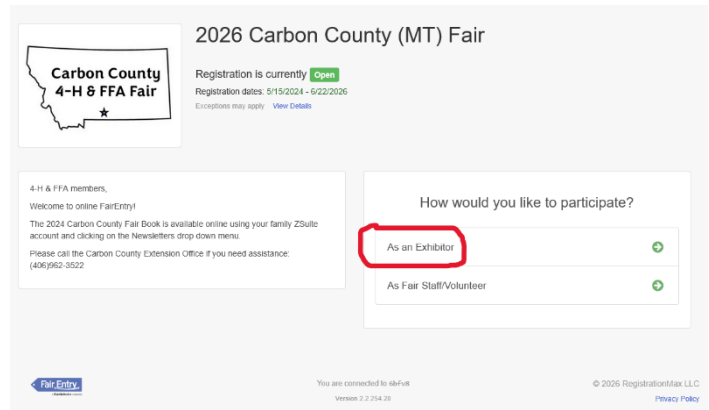 2026 Carbon County (MT) Fair
Carbon County
4-H & FFA Fair
Registration is currently Open
Registration dates: 5/15/2024 - 6/22/2026
Exceptions may apply View Details
4-H & FFA members,
Welcome to online FairEntry!
The 2024 Carbon County Fair Book is available online using your family ZSuite
account and clicking on the Newsletters drop down menu.
Please call the Carbon County Extension Office if you need assistance:
(406)962-3522
How would you like to participate?
As an Exhibitor
As Fair Staff/Volunteer
Fair Entry
You are connected to
Version 2.2.254.20
© 2026 RegistrationMax LLC
Privacy Policy